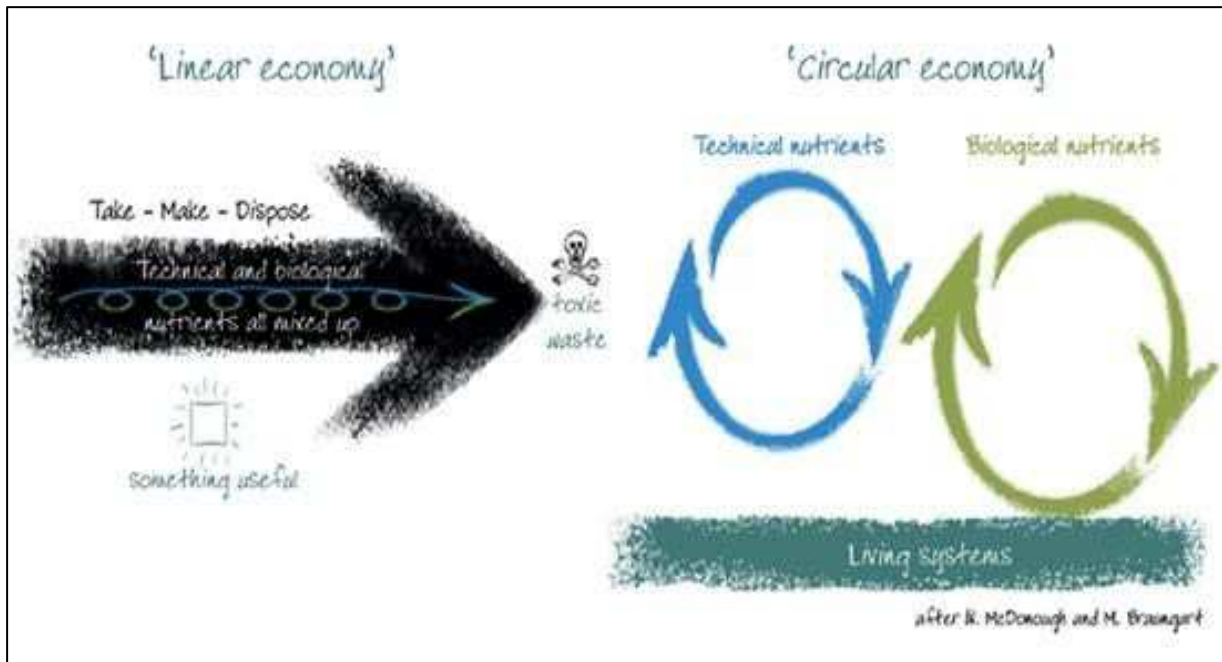 ‘Linear economy’
Take - Make - Dispose
Technical and biological
nutrients all mixed up
toxic
waste
something useful
‘Circular economy’
Technical nutrients
Biological nutrients
Living systems
after W. McDonough and M. Braungart